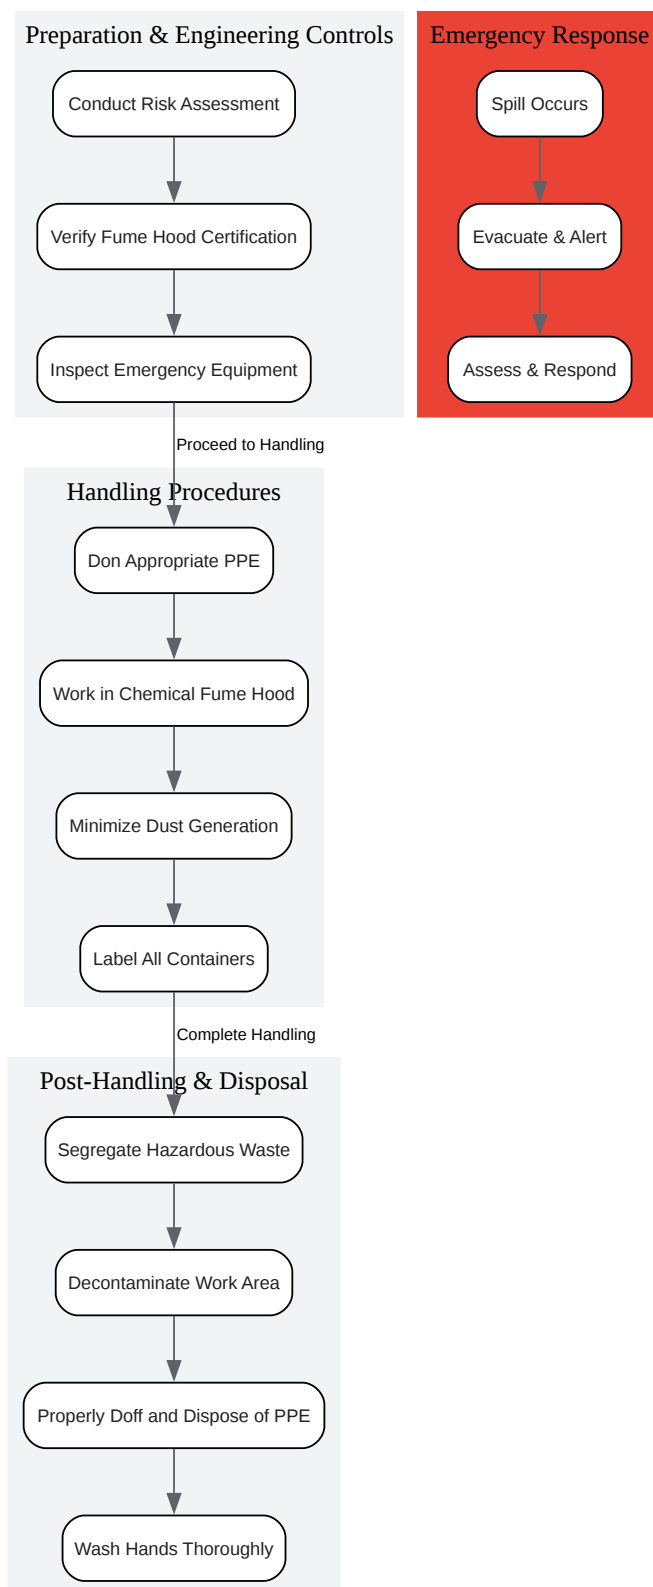 Preparation & Engineering Controls
Conduct Risk Assessment
Verify Fume Hood Certification
Inspect Emergency Equipment
Proceed to Handling
Emergency Response
Spill Occurs
Evacuate & Alert
Assess & Respond
Handling Procedures
Don Appropriate PPE
Work in Chemical Fume Hood
Minimize Dust Generation
Label All Containers
Complete Handling
Post-Handling & Disposal
Segregate Hazardous Waste
Decontaminate Work Area
Properly Doff and Dispose of PPE
Wash Hands Thoroughly